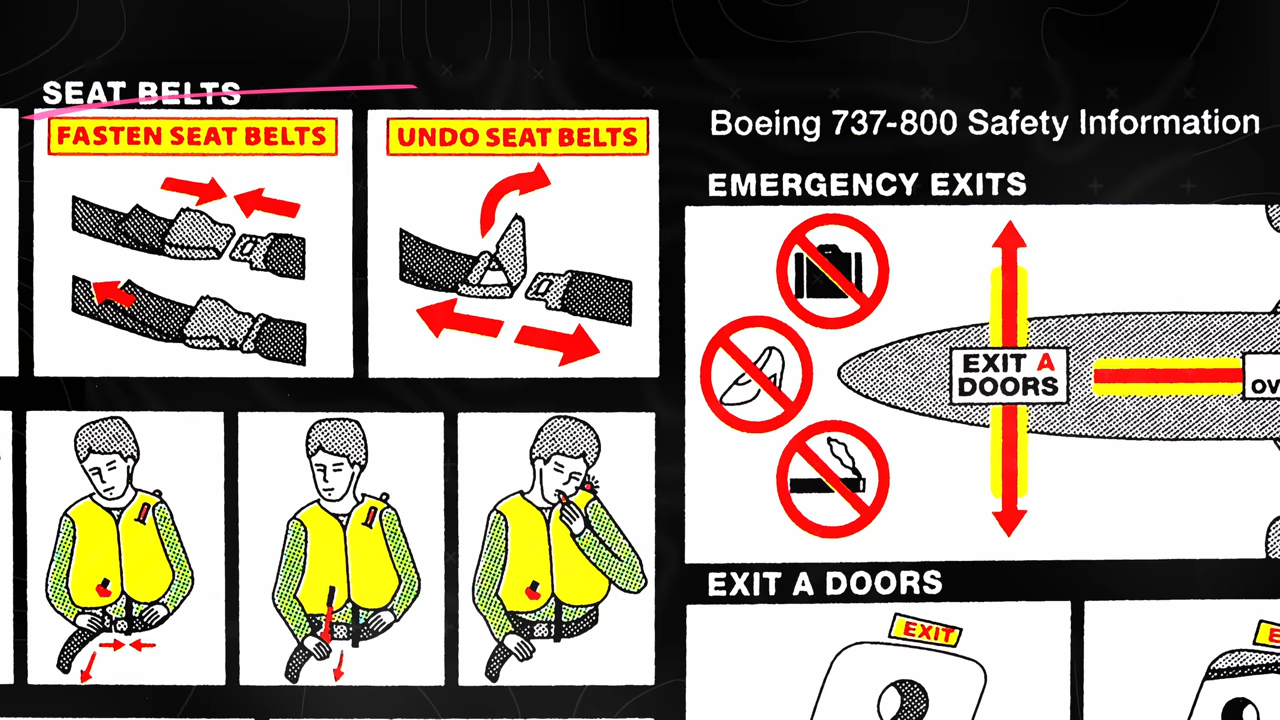 SEAT BELTS
FASTEN SEAT BELTS
UNDO SEAT BELTS
Boeing 737-800 Safety Information
EMERGENCY EXITS
EXIT A
DOORS
EXIT A DOORS
EXIT